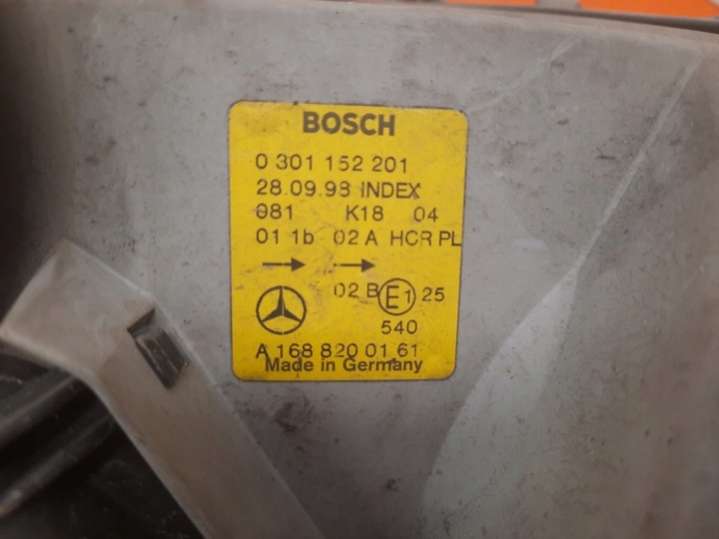 BOSCH
0 301 152 201
28.09.98 INDEX
081 K18 04
01 1b 02 A HCR PL
02 B E1 25
540
A 168 820 01 61
Made in Germany